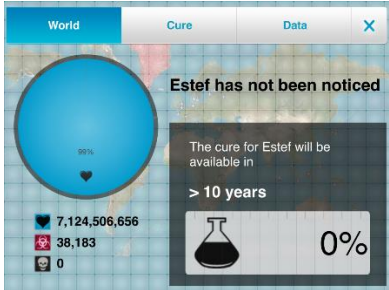 World Cure Data X
Estef has not been noticed
99%
The cure for Estef will be
available in
> 10 years
7,124,506,656
38,183
0
0%